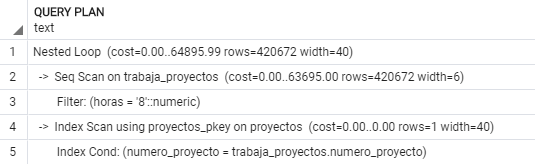 QUERY PLAN
text
1 Nested Loop (cost=0.00..64895.99 rows=420672 width=40)
2 -> Seq Scan on trabaja_proyectos (cost=0.00..63695.00 rows=420672 width=6)
3 Filter: (horas = '8'::numeric)
4 -> Index Scan using proyectos_pkey on proyectos (cost=0.00..0.00 rows=1 width=40)
5 Index Cond: (numero_proyecto = trabaja_proyectos.numero_proyecto)